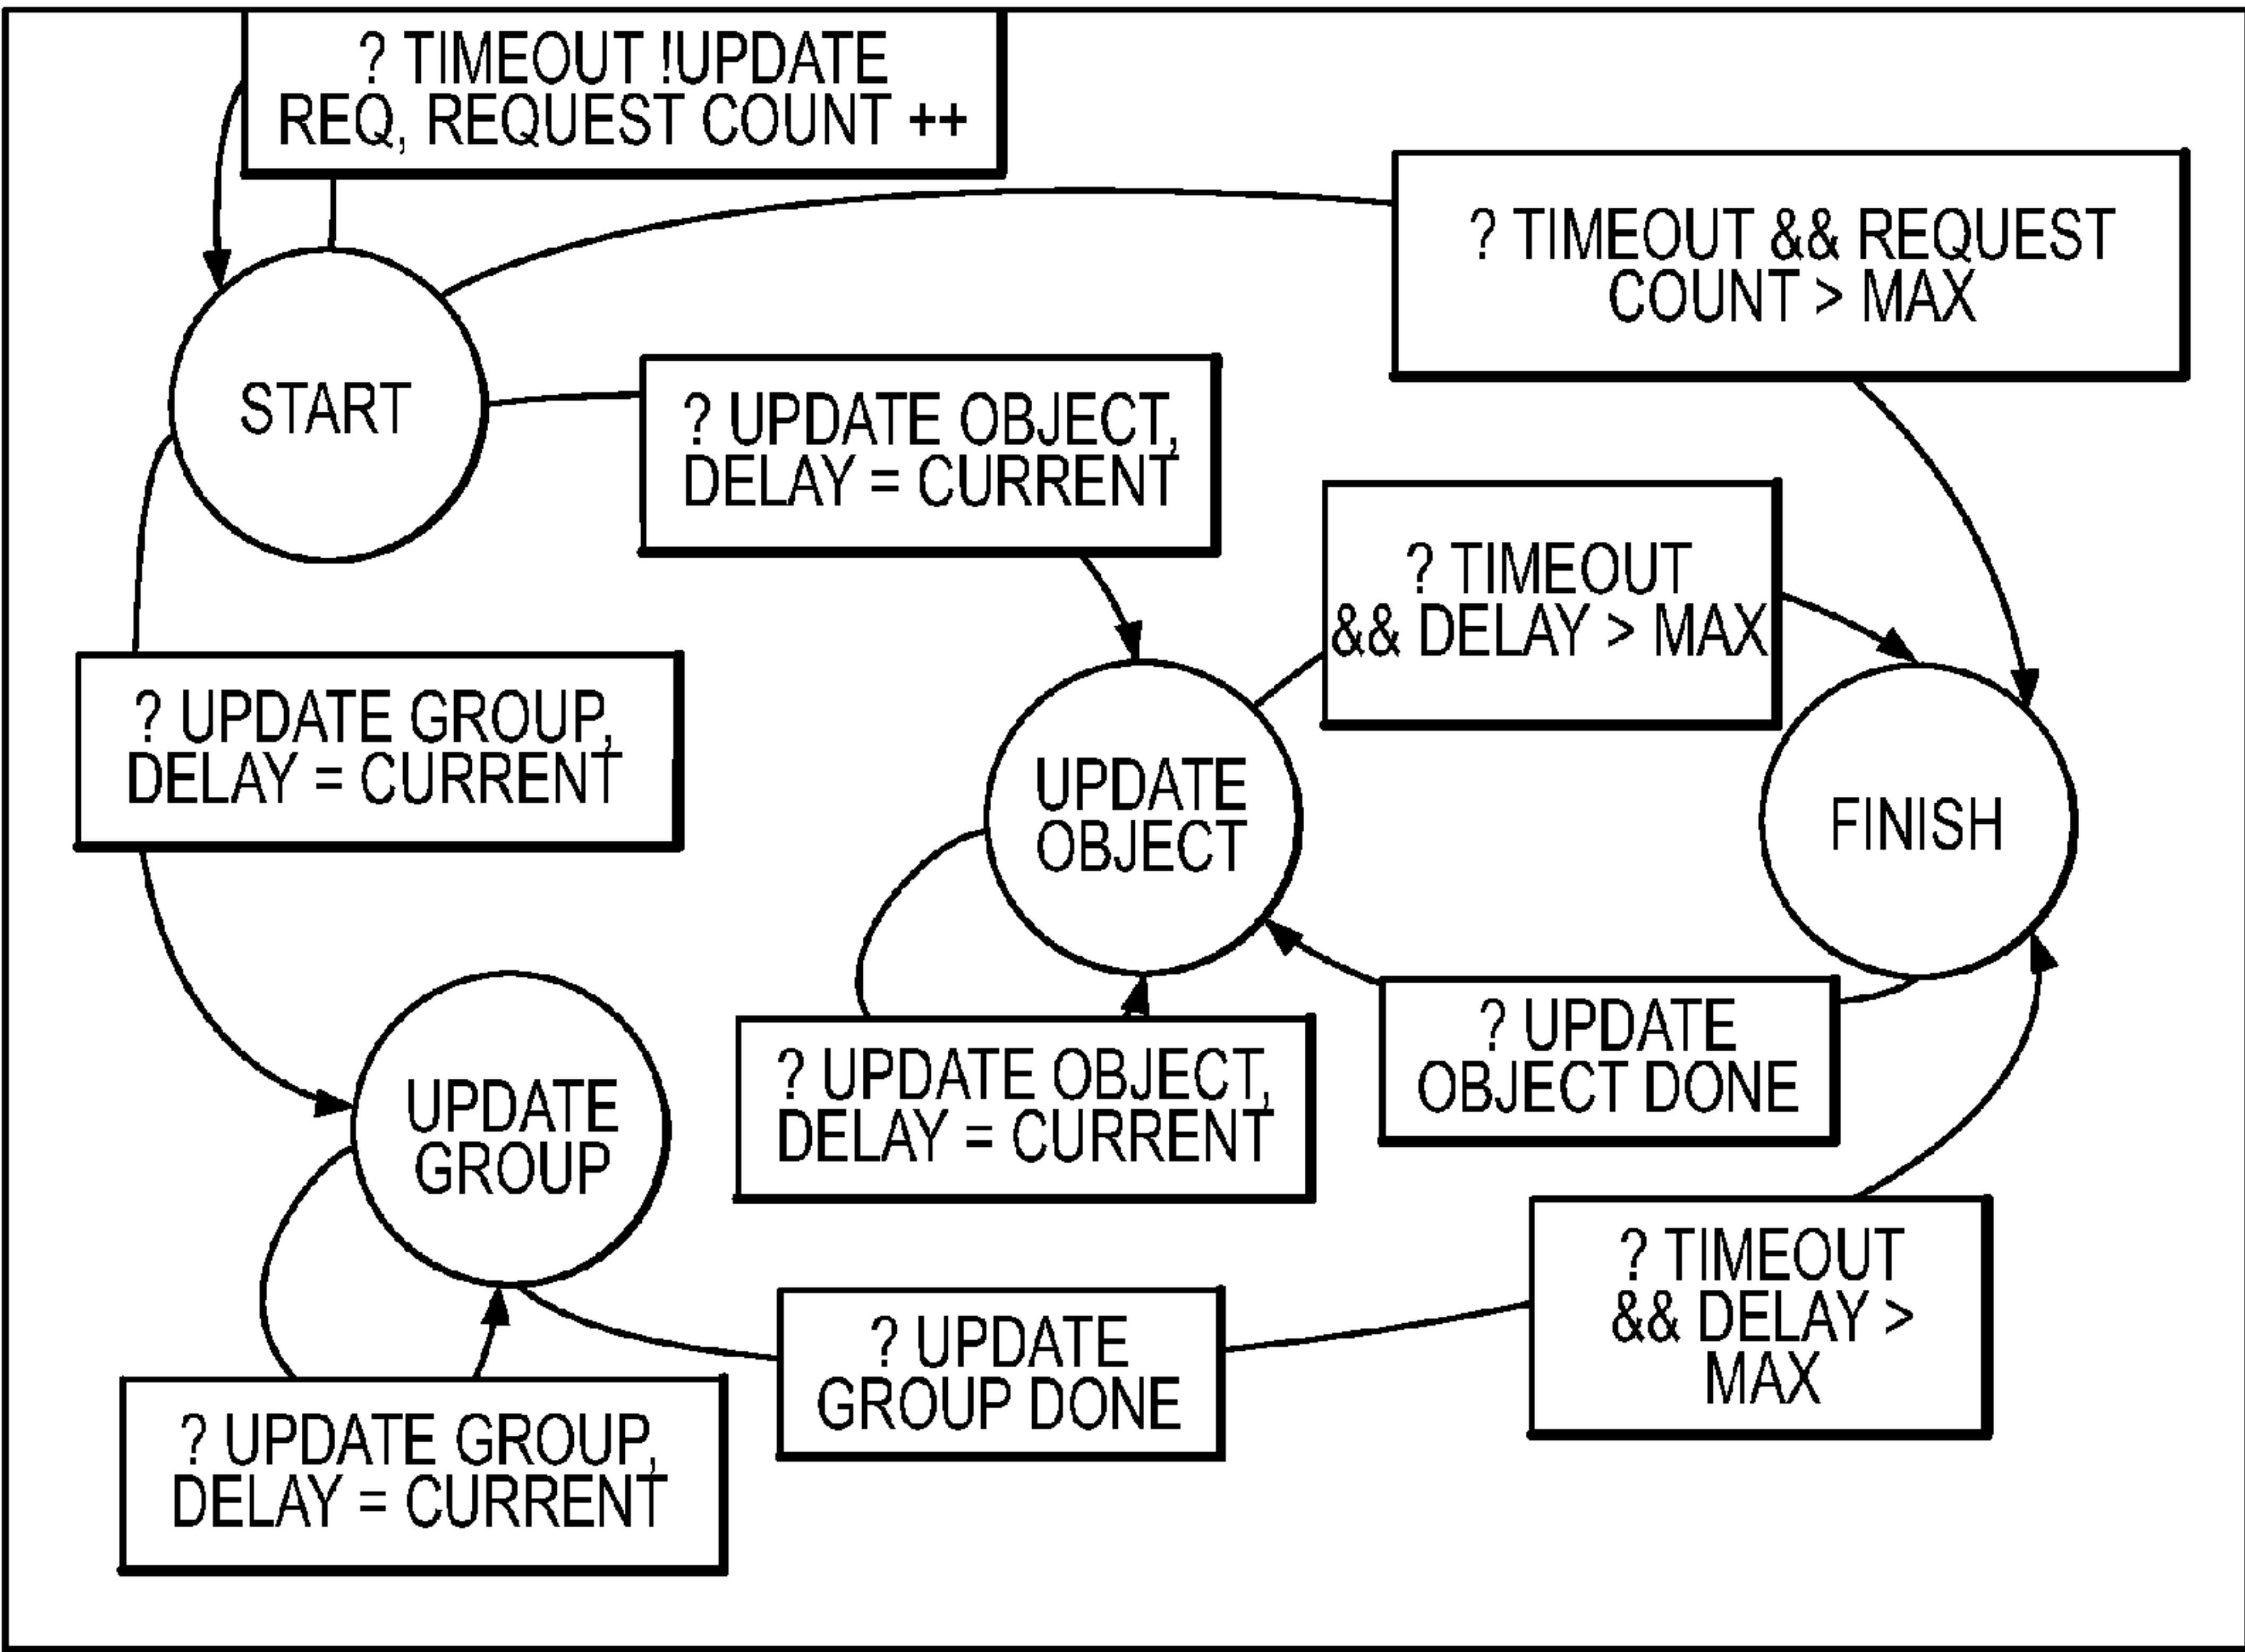 ? TIMEOUT !UPDATE
REQ, REQUEST COUNT ++
? TIMEOUT && REQUEST
COUNT > MAX
START
? UPDATE OBJECT,
DELAY = CURRENT
? TIMEOUT
&& DELAY > MAX
? UPDATE GROUP,
DELAY = CURRENT
UPDATE
OBJECT
FINISH
? UPDATE
OBJECT DONE
? UPDATE OBJECT,
DELAY = CURRENT
UPDATE
GROUP
? TIMEOUT
&& DELAY >
MAX
? UPDATE
GROUP DONE
? UPDATE GROUP,
DELAY = CURRENT